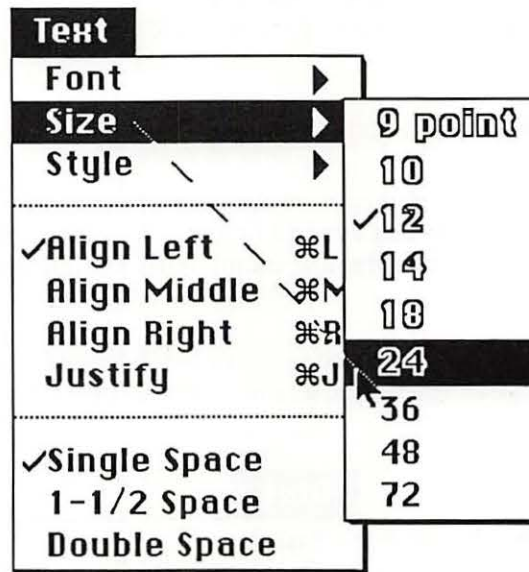 Text
Font
Size
Style
✓Align Left ⌘L
Align Middle ⌘M
Align Right ⌘R
Justify ⌘J
✓Single Space
1-1/2 Space
Double Space
9 point
10
✓12
14
18
24
36
48
72